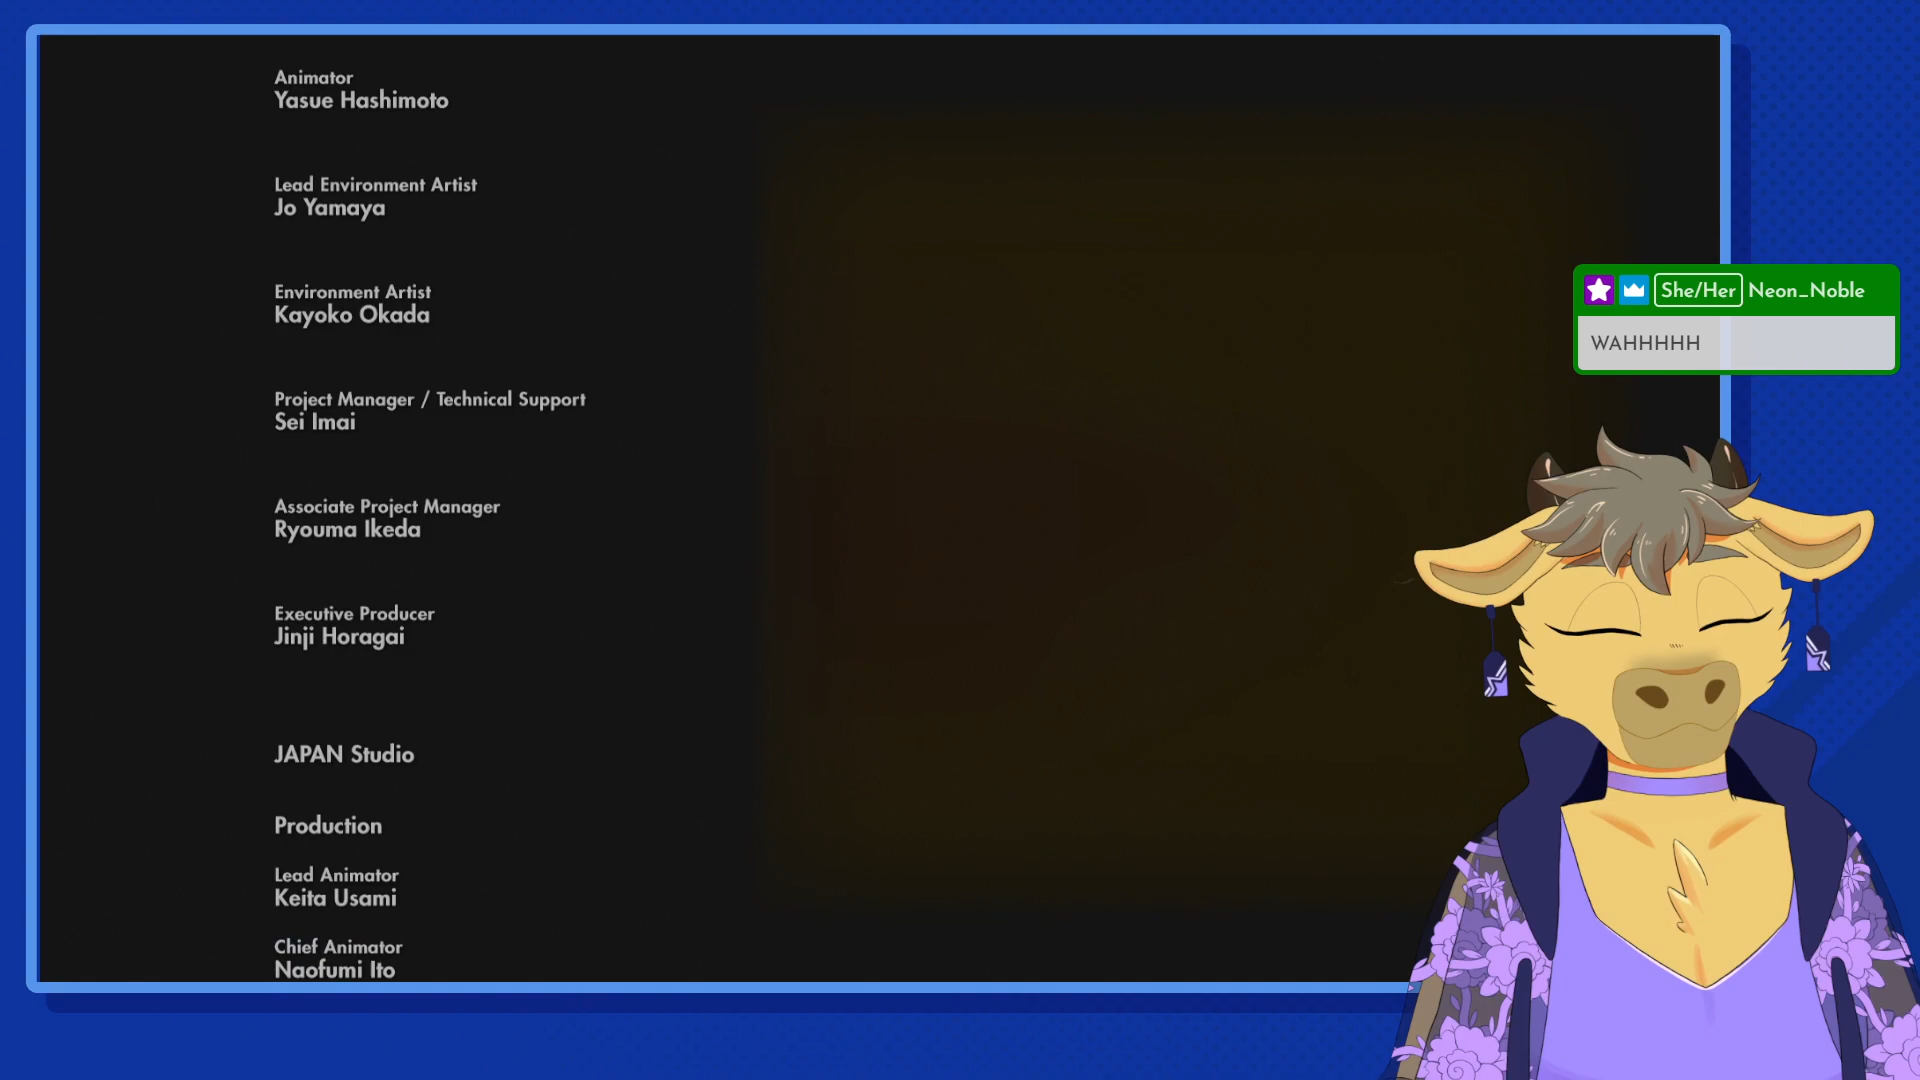 Animator
Yasue Hashimoto
Lead Environment Artist
Jo Yamaya
Environment Artist
Kayoko Okada
Project Manager / Technical Support
Sei Imai
Associate Project Manager
Ryouma Ikeda
Executive Producer
Jinji Horagai
JAPAN Studio
Production
Lead Animator
Keita Usami
Chief Animator
Naofumi Ito
She/Her Neon_Noble
WAHHHHH